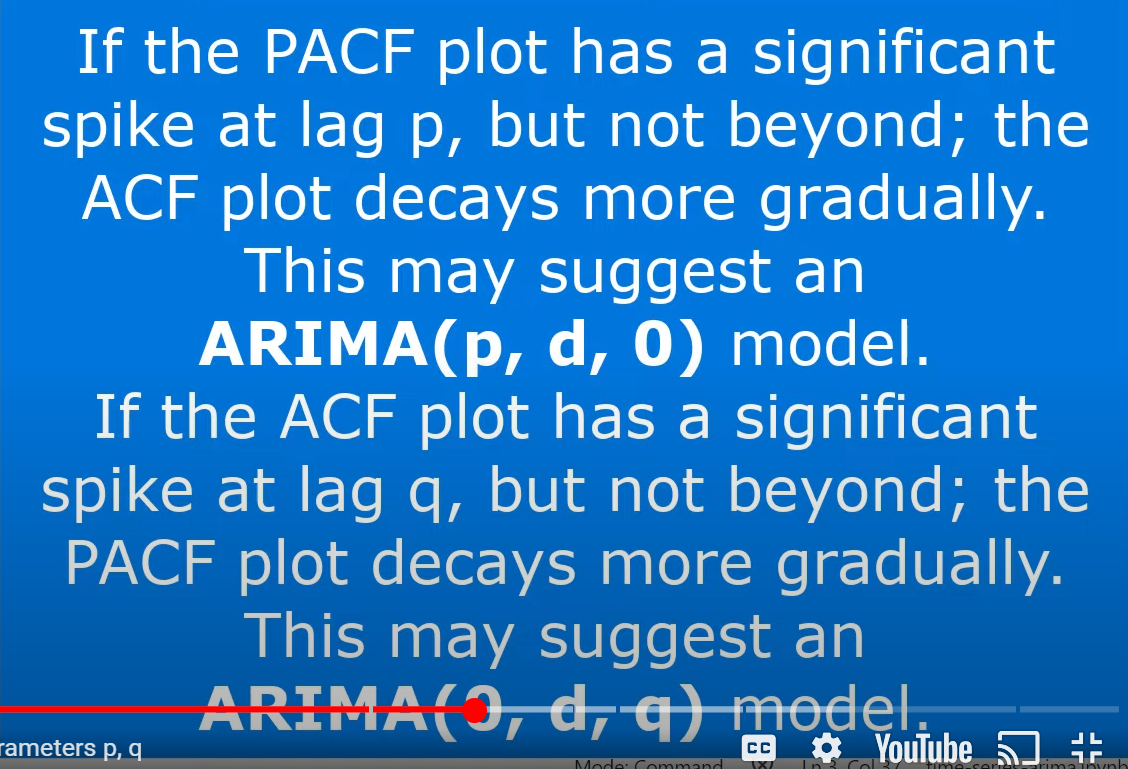 If the PACF plot has a significant
spike at lag p, but not beyond; the
ACF plot decays more gradually.
This may suggest an
ARIMA(p, d, 0) model.
If the ACF plot has a significant
spike at lag q, but not beyond; the
PACF plot decays more gradually.
This may suggest an
ARIMA(0, d, q) model.
rameters p, q
CC
YouTube
Mode: Command
Ln 3, Col 37
time-series-arima.ipynb